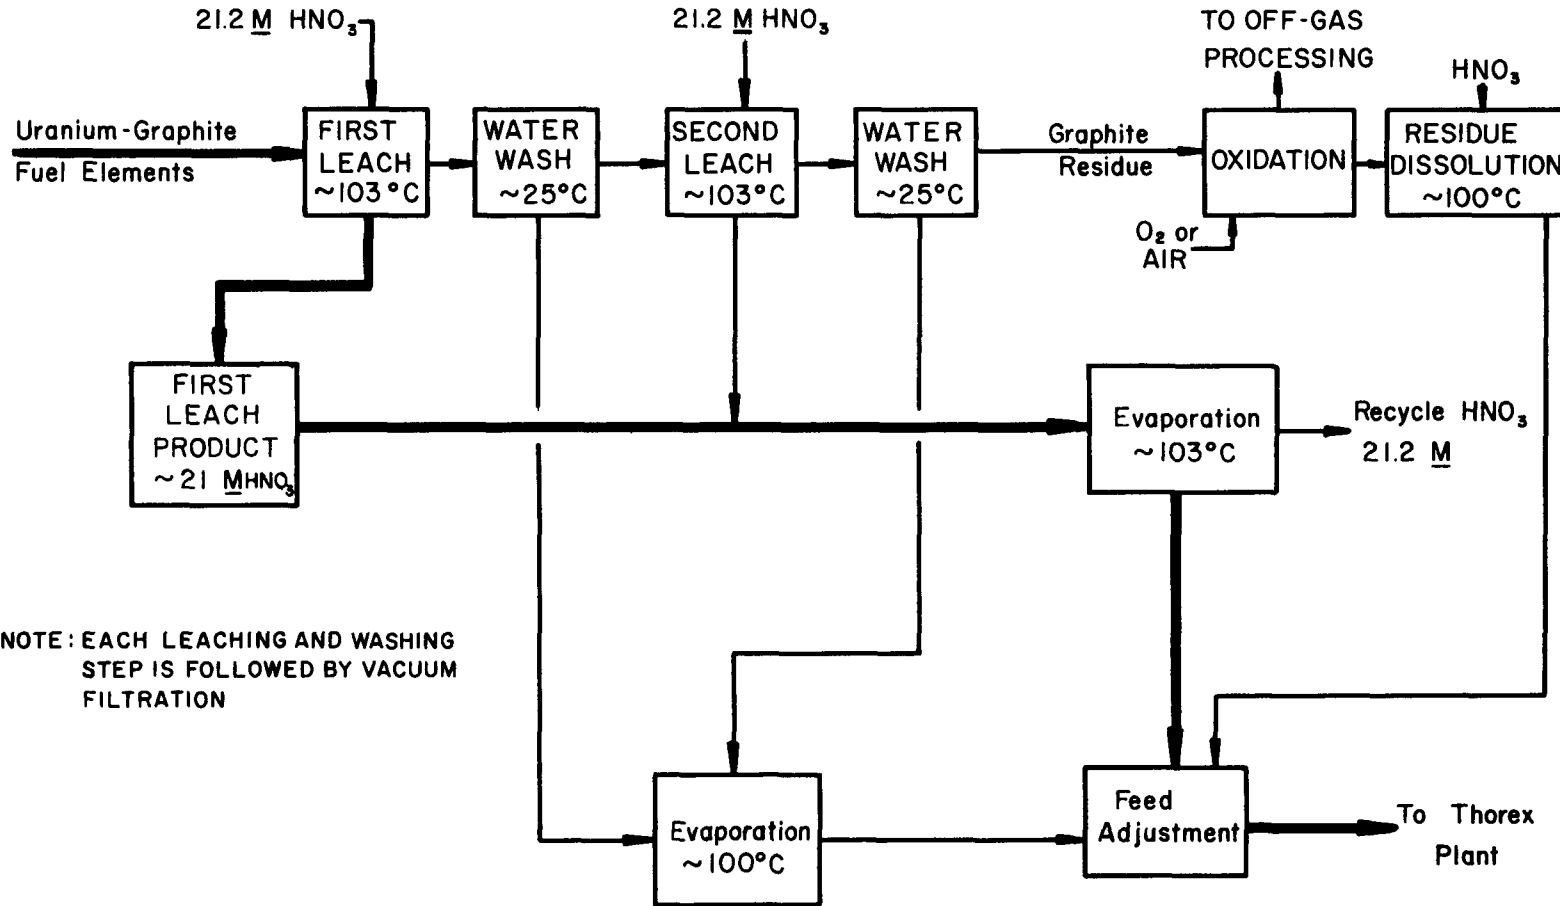 21.2 M HNO₃
21.2 M HNO₃
TO OFF-GAS
PROCESSING
HNO₃
Uranium-Graphite
Fuel Elements
FIRST
LEACH
~103°C
WATER
WASH
~25°C
SECOND
LEACH
~103°C
WATER
WASH
~25°C
Graphite
Residue
OXIDATION
RESIDUE
DISSOLUTION
~100°C
O₂ or
AIR
FIRST
LEACH
PRODUCT
~21 M HNO₃
Evaporation
~103°C
Recycle HNO₃
21.2 M
NOTE: EACH LEACHING AND WASHING
STEP IS FOLLOWED BY VACUUM
FILTRATION
Evaporation
~100°C
Feed
Adjustment
To Thorex
Plant